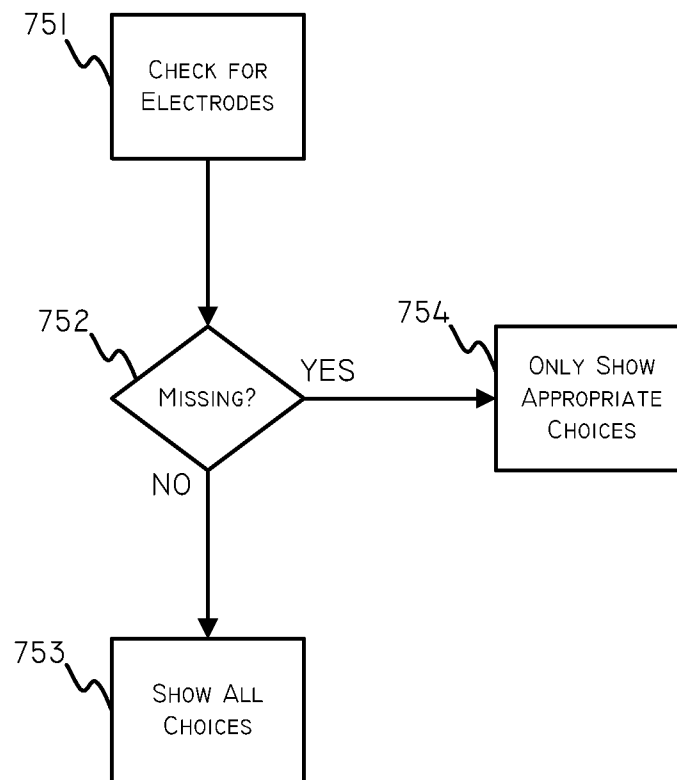 751
CHECK FOR
ELECTRODES
752
MISSING?
YES
754
ONLY SHOW
APPROPRIATE
CHOICES
NO
753
SHOW ALL
CHOICES